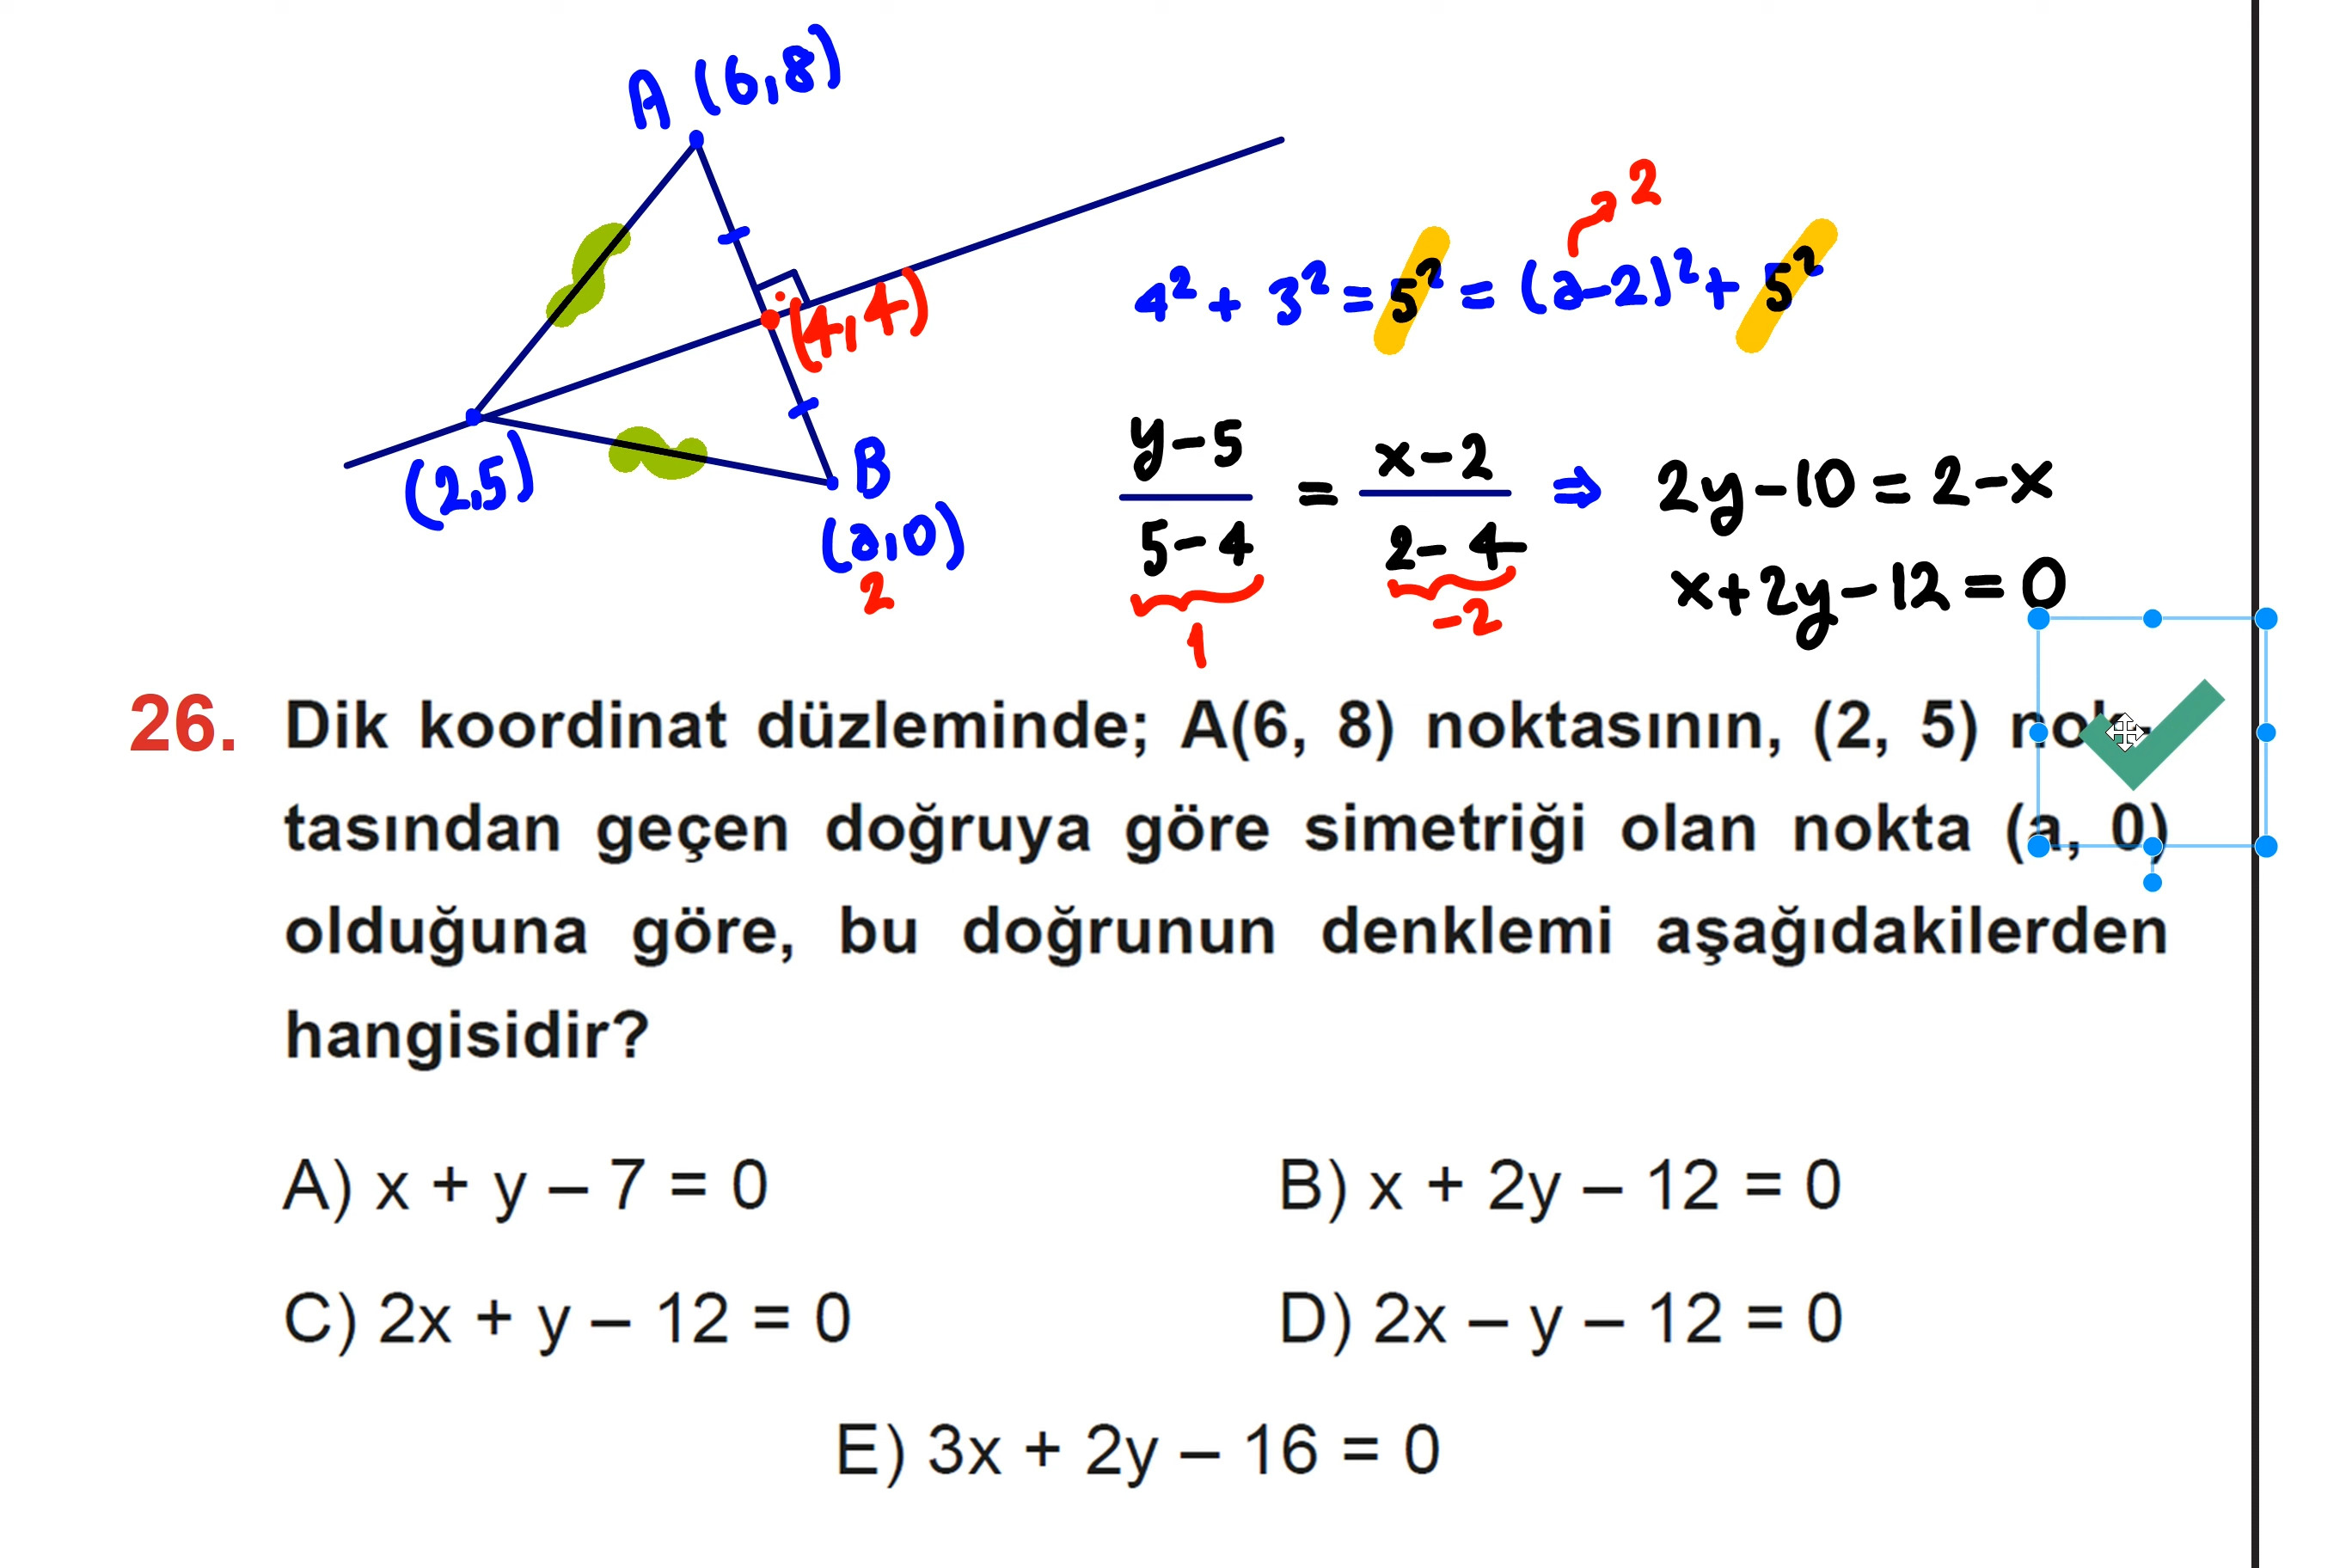 A (6,8)
2
4² + 3² = 5² = (a-2)² + 5²
(4,4)
y-5 / 5-4 = x-2 / 2-4 ⇒ 2y-10 = 2-x
(2,5)
B
(a,0)
2
1
-2
x+2y-12=0
26. Dik koordinat düzleminde; A(6, 8) noktasının, (2, 5) nok-
tasından geçen doğruya göre simetriği olan nokta (a, 0)
olduğuna göre, bu doğrunun denklemi aşağıdakilerden
hangisidir?
A) x + y – 7 = 0
B) x + 2y – 12 = 0
C) 2x + y – 12 = 0
D) 2x – y – 12 = 0
E) 3x + 2y – 16 = 0